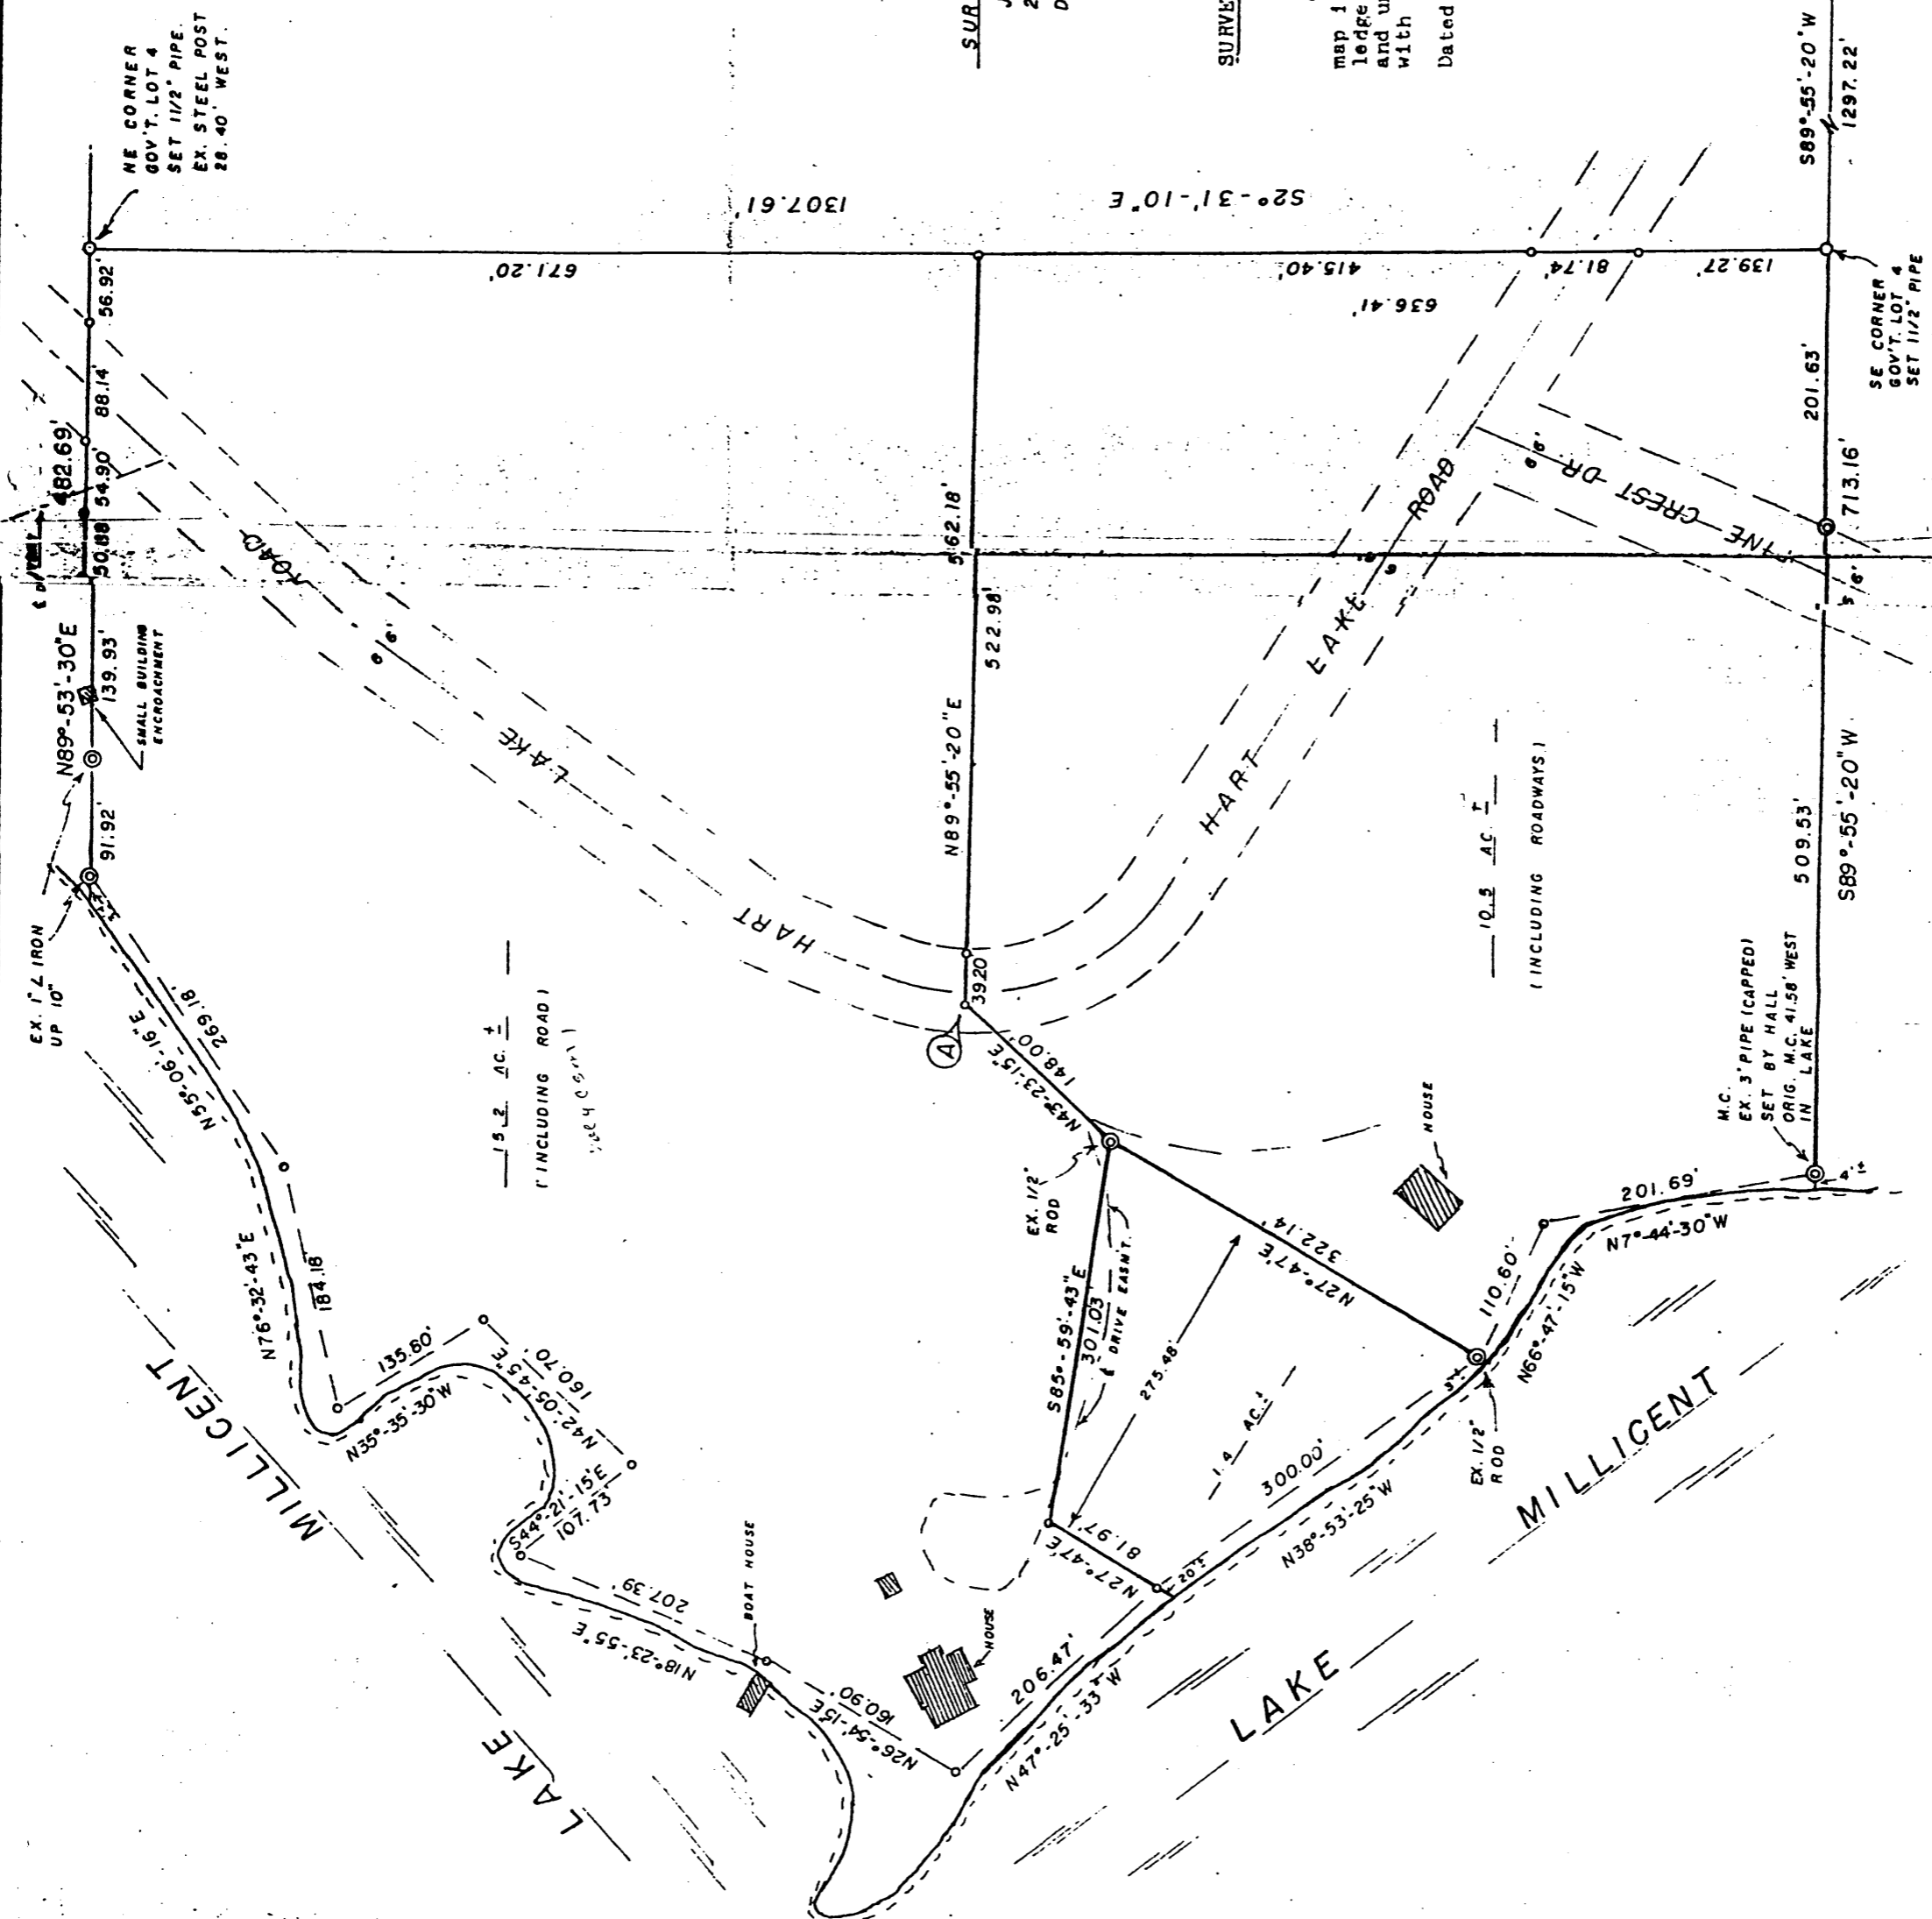 NE CORNER
GOV'T. LOT 4
SET 1 1/2" PIPE
EX. STEEL POST
28.40' WEST.
56.92'
88.14'
482.69'
54.90'
50.88
N89°-53'-30"E
139.93'
SMALL BUILDING
ENCROACHMENT
91.92'
EX. 1" ∠ IRON
UP 10"
SUR
SURVE
map 1
ledge
and u
with
Dated
1307.61'
S2°-31'-10"E
671.20'
415.40'
636.41'
81.74'
139.27'
S89°-55'-20"W
1297.22'
SE CORNER
GOV'T. LOT 4
SET 1 1/2" PIPE
201.63'
713.16'
HART LAKE ROAD
66'
562.18'
522.98'
N89°-55'-20"E
39.20
A
HART LAKE ROAD
66'
PINE CREST DR.
66'
509.53'
S89°-55'-20"W
10.5 AC. ±
(INCLUDING ROADWAYS)
15.2 AC. ±
(INCLUDING ROAD)
N55°-06'-16"E
269.18'
N76°-32'-43"E
184.18'
135.60'
N35°-35'-30"W
N42°-05'-45"E
160.70'
S44°-21'-15"E
107.73'
207.39'
N18°-23'-55"E
BOAT HOUSE
N26°-54'-15"E
160.90'
HOUSE
206.47'
N47°-25'-33"W
N43°-23'-15"E
148.00'
EX. 1/2"
ROD
S85°-59'-43"E
301.03'
℄ DRIVE EASM'T.
275.48'
N27°-47'E
322.14'
N27°-47'E
81.97'
20'±
1.4 AC.±
300.00'
N38°-53'-25"W
3'±
EX. 1/2"
ROD
HOUSE
110.60'
N66°-47'-15"W
201.69'
N7°-44'-30"W
4'±
M.C.
EX. 3" PIPE (CAPPED)
SET BY HALL
ORIG. M.C. 41.58' WEST
IN LAKE
LAKE MILLICENT
LAKE MILLICENT